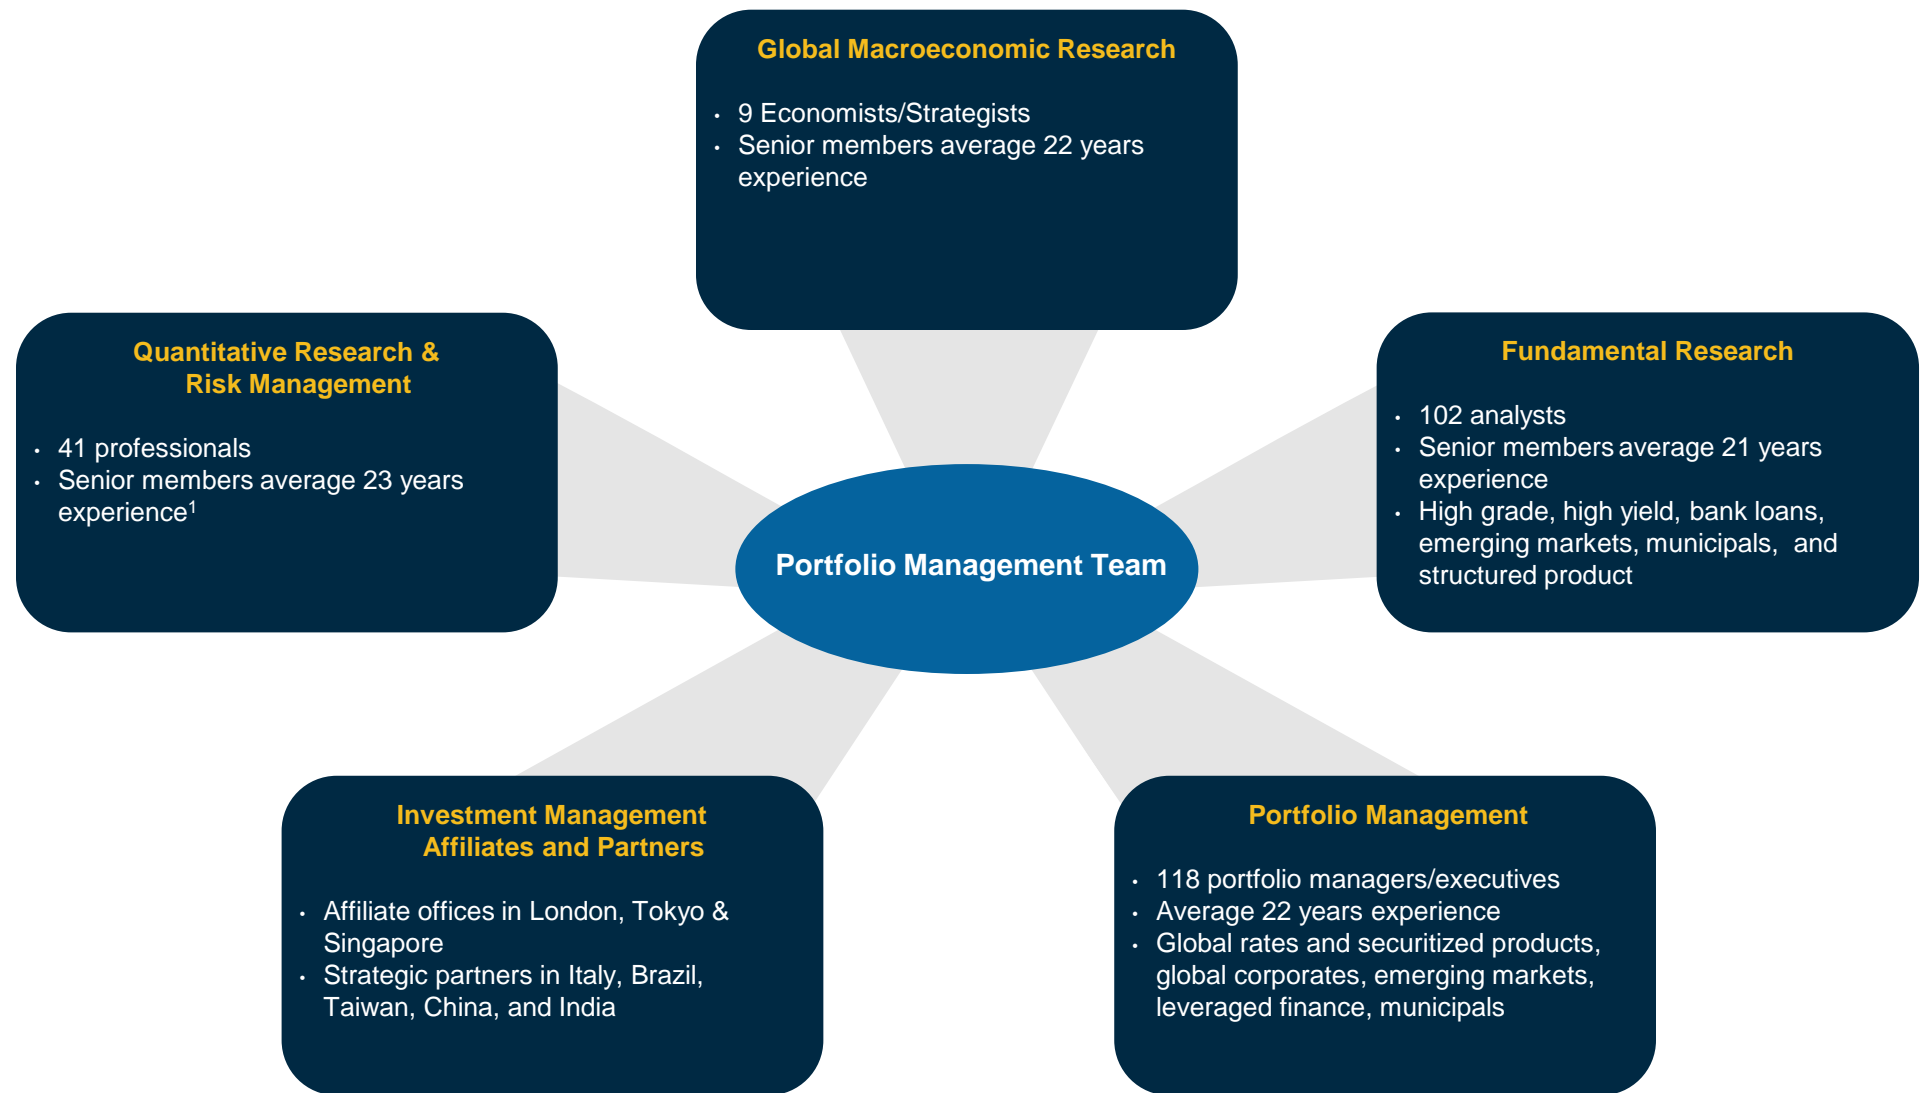 Global Macroeconomic Research
• 9 Economists/Strategists
• Senior members average 22 years
experience
Quantitative Research &
Risk Management
• 41 professionals
• Senior members average 23 years
experience¹
Fundamental Research
• 102 analysts
• Senior members average 21 years
experience
• High grade, high yield, bank loans,
emerging markets, municipals, and
structured product
Portfolio Management Team
Investment Management
Affiliates and Partners
• Affiliate offices in London, Tokyo &
Singapore
• Strategic partners in Italy, Brazil,
Taiwan, China, and India
Portfolio Management
• 118 portfolio managers/executives
• Average 22 years experience
• Global rates and securitized products,
global corporates, emerging markets,
leveraged finance, municipals